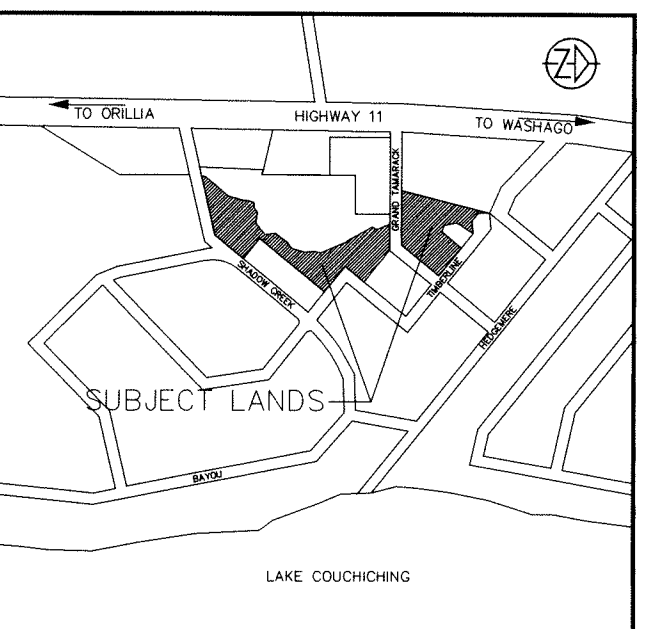 TO ORILLIA
HIGHWAY 11
TO WASHAGO
GRAND TAMARACK
SHADOW CREEK
TIMBERLINE
HEDGEMERE
SUBJECT LANDS
BAYOU
LAKE COUCHICHING